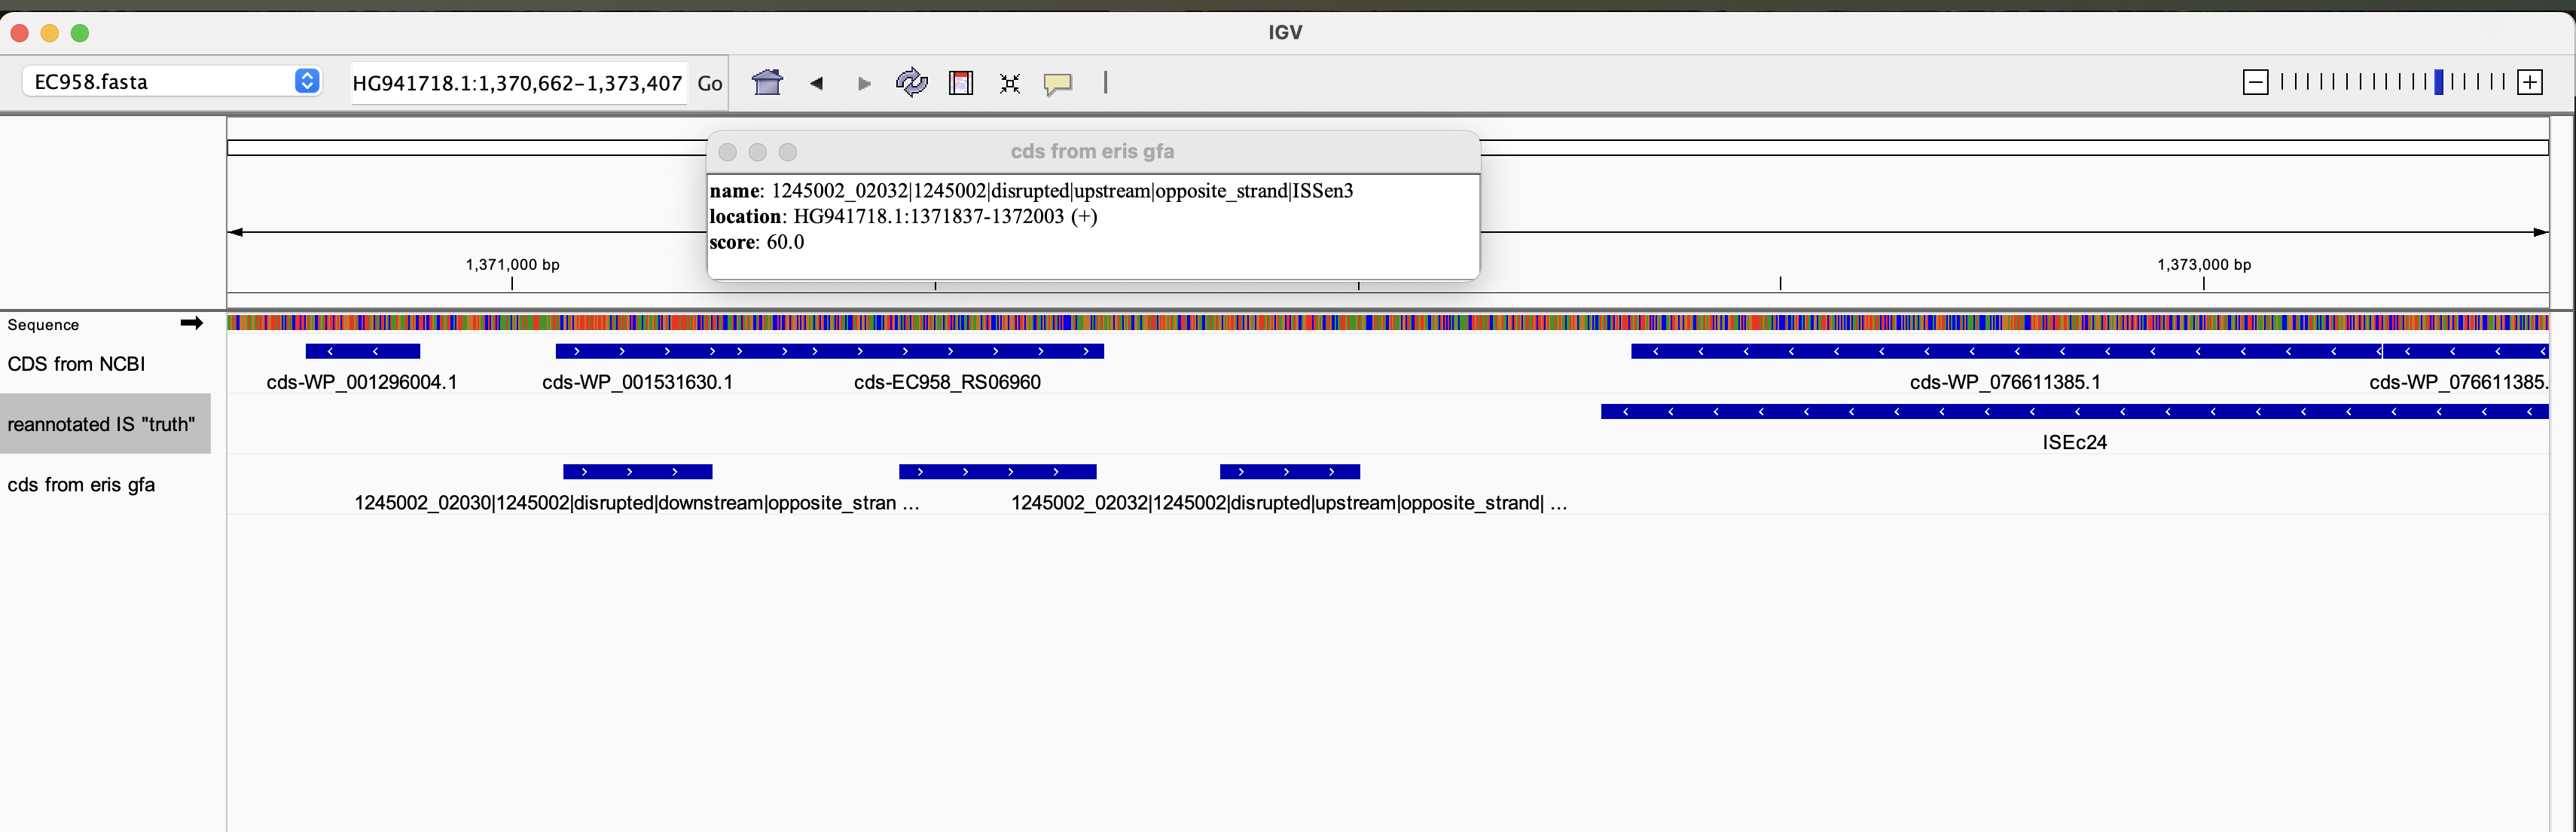 IGV
EC958.fasta
HG941718.1:1,370,662-1,373,407 Go
cds from eris gfa
name: 1245002_02032|1245002|disrupted|upstream|opposite_strand|ISSen3
location: HG941718.1:1371837-1372003 (+)
score: 60.0
1,371,000 bp
1,373,000 bp
Sequence
CDS from NCBI
cds-WP_001296004.1
cds-WP_001531630.1
cds-EC958_RS06960
cds-WP_076611385.1
cds-WP_076611385.
reannotated IS "truth"
ISEc24
cds from eris gfa
1245002_02030|1245002|disrupted|downstream|opposite_stran ...
1245002_02032|1245002|disrupted|upstream|opposite_strand| ...